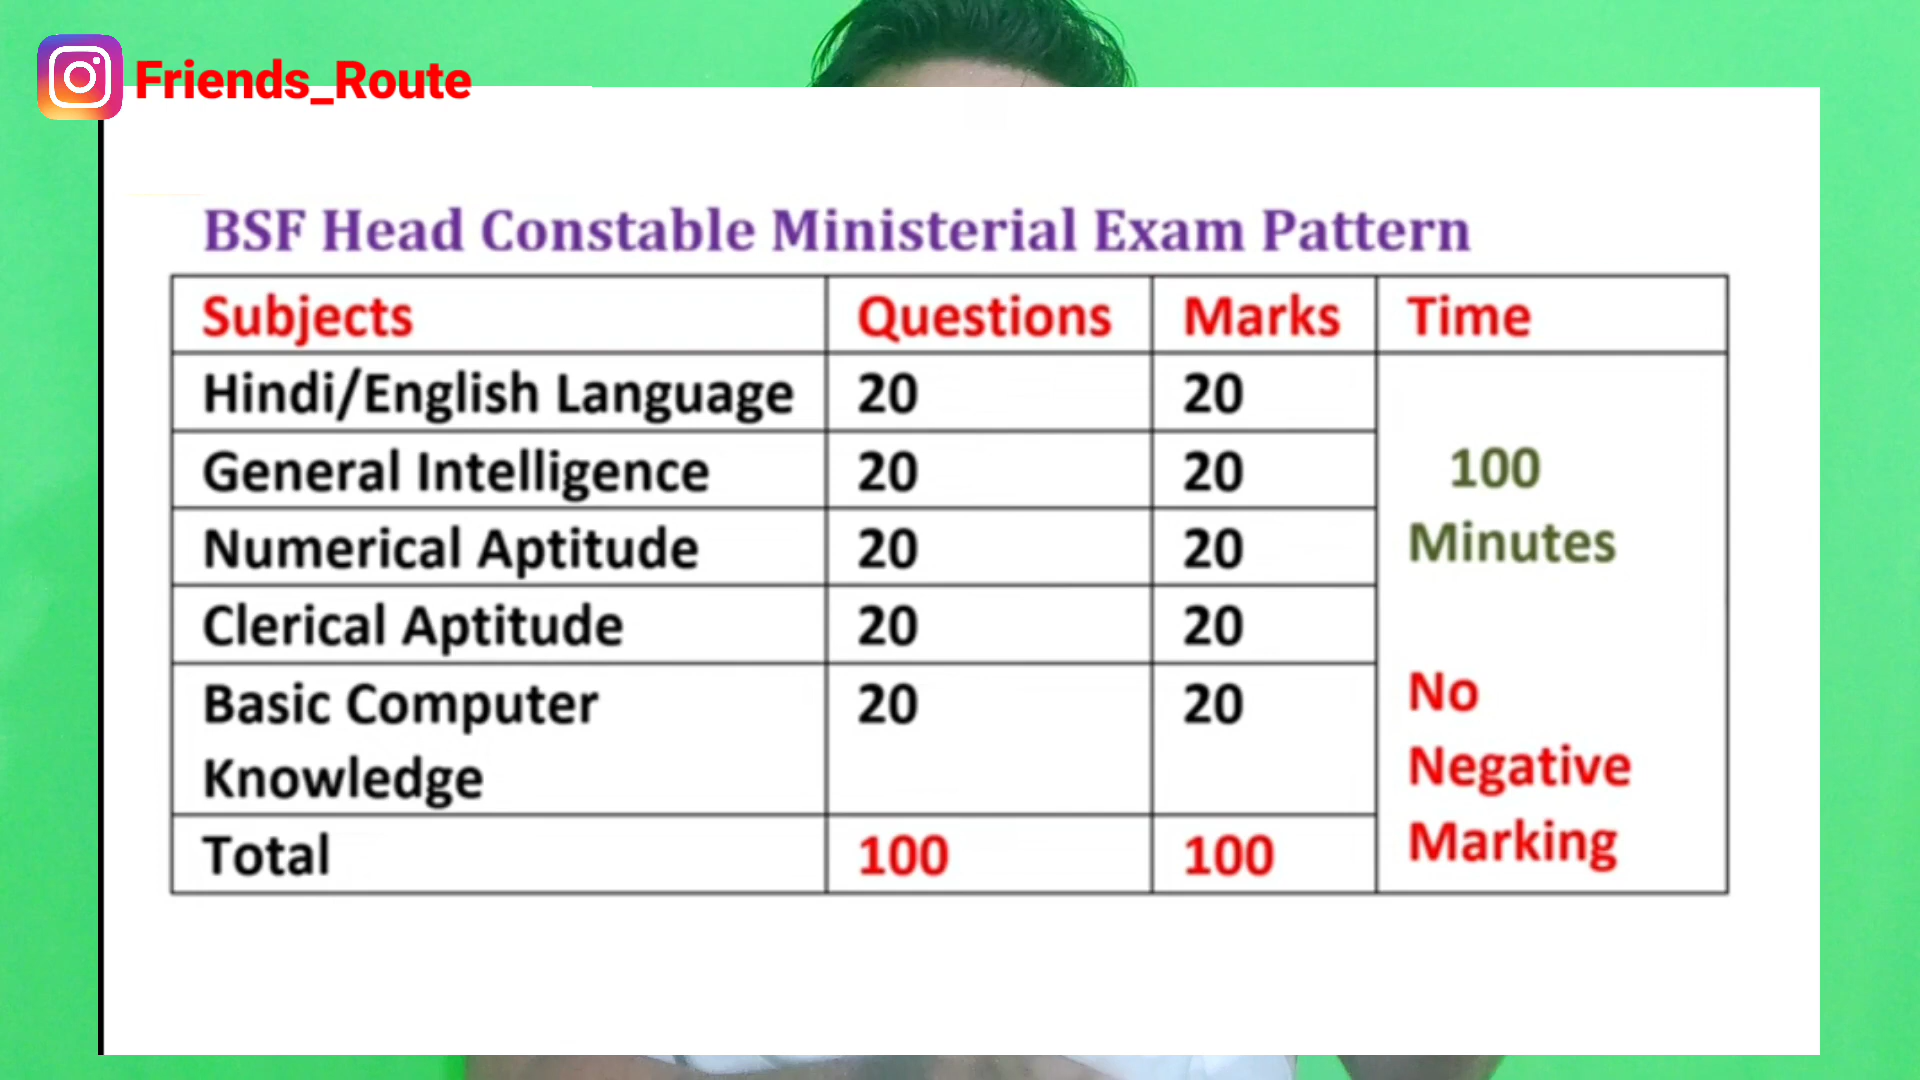 Friends_Route
BSF Head Constable Ministerial Exam Pattern
Subjects Questions Marks Time
Hindi/English Language 20 20
General Intelligence 20 20
100
Minutes
Numerical Aptitude 20 20
Clerical Aptitude 20 20
Basic Computer
Knowledge 20 20
No
Negative
Marking
Total 100 100